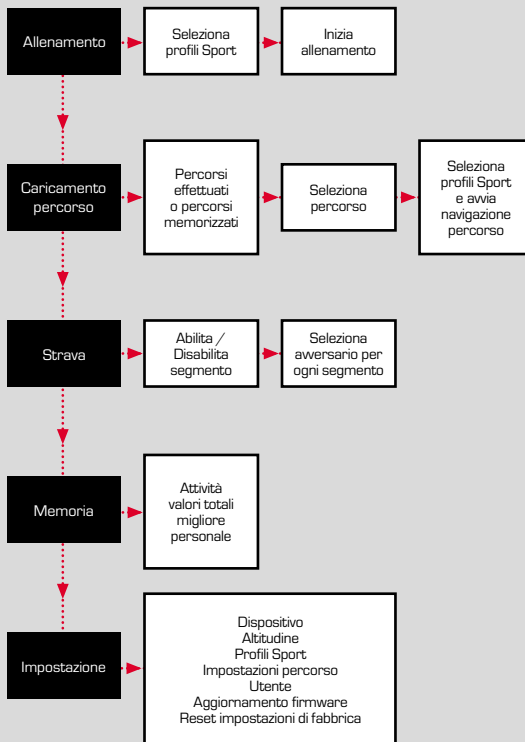 Allenamento
Seleziona
profili Sport
Inizia
allenamento
Caricamento
percorso
Percorsi
effettuati
o percorsi
memorizzati
Seleziona
percorso
Seleziona
profili Sport
e avvia
navigazione
percorso
Strava
Abilita /
Disabilita
segmento
Seleziona
avversario per
ogni segmento
Memoria
Attività
valori totali
migliore
personale
Impostazione
Dispositivo
Altitudine
Profili Sport
Impostazioni percorso
Utente
Aggiornamento firmware
Reset impostazioni di fabbrica